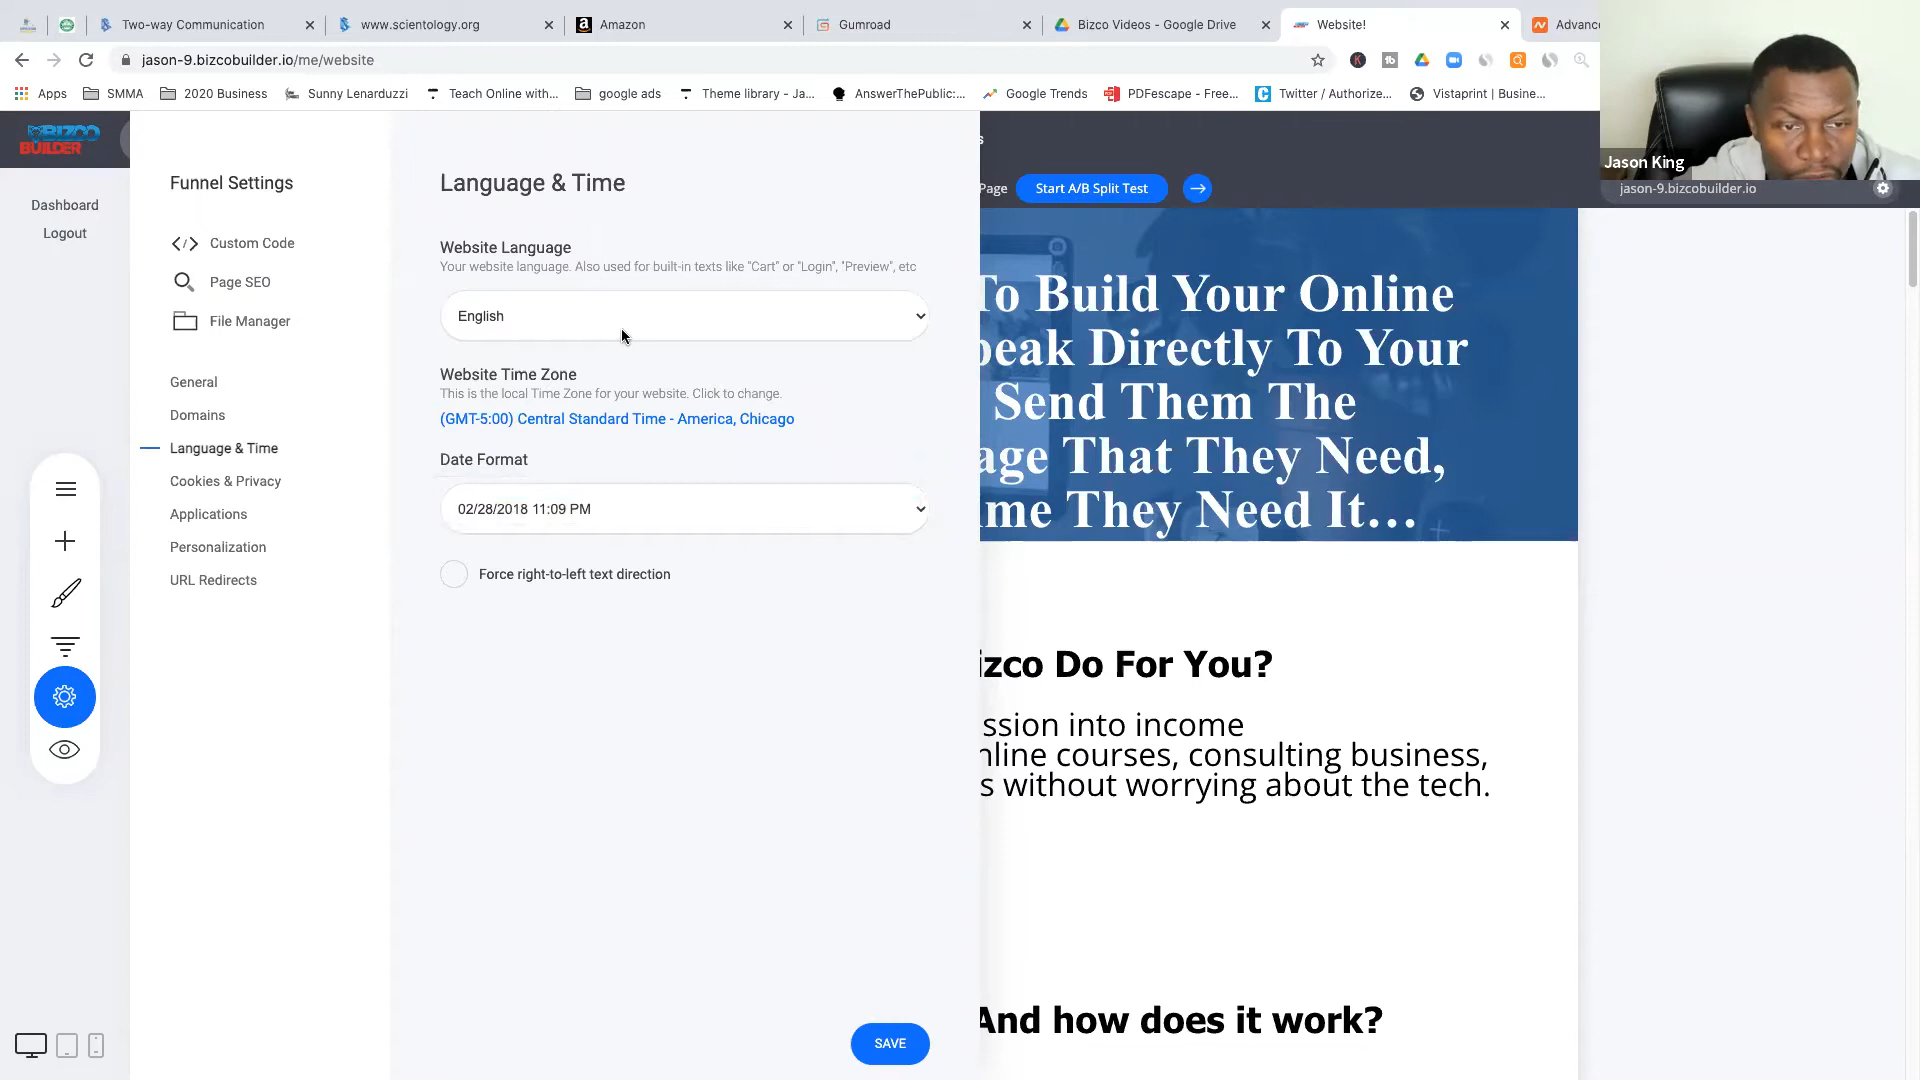 Two-way Communication
www.scientology.org
Amazon
Gumroad
Bizco Videos - Google Drive
Website!
Advanc
jason-9.bizcobuilder.io/me/website
Apps
SMMA
2020 Business
Sunny Lenarduzzi
Teach Online with...
google ads
Theme library - Ja...
AnswerThePublic:...
Google Trends
PDFescape - Free...
Twitter / Authorize...
Vistaprint | Busine...
Jason King
BIZCO
BUILDER
Dashboard
Logout
Funnel Settings
Custom Code
Page SEO
File Manager
General
Domains
Language & Time
Cookies & Privacy
Applications
Personalization
URL Redirects
Language & Time
Website Language
Your website language. Also used for built-in texts like "Cart" or "Login", "Preview", etc
English
Website Time Zone
This is the local Time Zone for your website. Click to change.
(GMT-5:00) Central Standard Time - America, Chicago
Date Format
02/28/2018 11:09 PM
Force right-to-left text direction
SAVE
s
Page
Start A/B Split Test
jason-9.bizcobuilder.io
To Build Your Online
peak Directly To Your
Send Them The
age That They Need,
ime They Need It...
izco Do For You?
ssion into income
nline courses, consulting business,
s without worrying about the tech.
And how does it work?